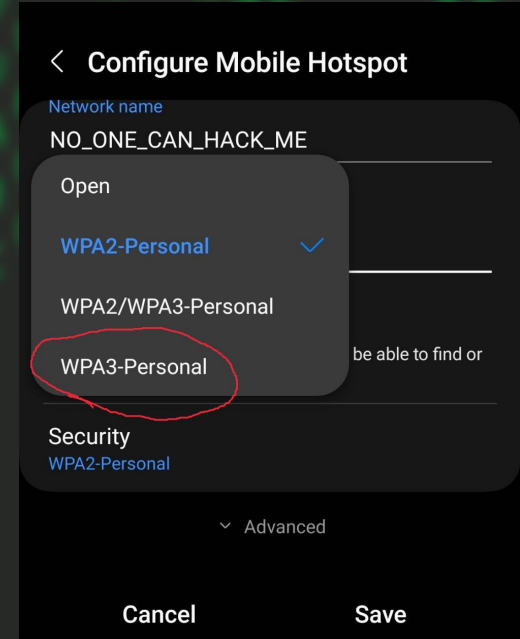 Configure Mobile Hotspot
Network name
NO_ONE_CAN_HACK_ME
Open
WPA2-Personal
WPA2/WPA3-Personal
WPA3-Personal
be able to find or
Security
WPA2-Personal
Advanced
Cancel Save